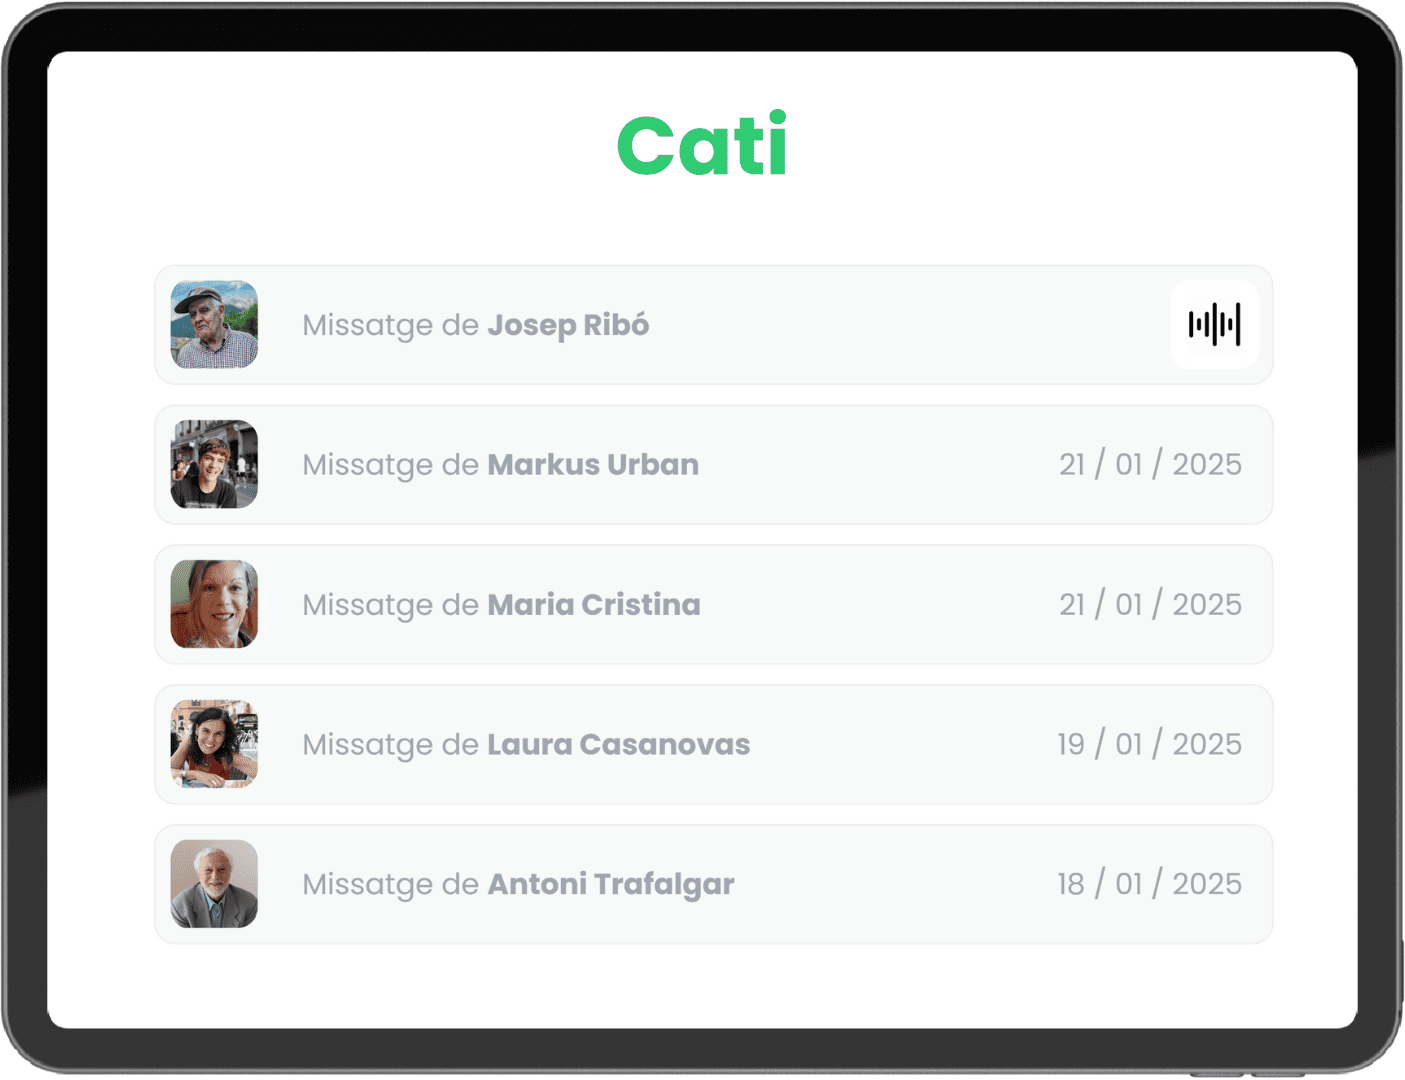 Cati
Missatge de Josep Ribó
Missatge de Markus Urban 21 / 01 / 2025
Missatge de Maria Cristina 21 / 01 / 2025
Missatge de Laura Casanovas 19 / 01 / 2025
Missatge de Antoni Trafalgar 18 / 01 / 2025